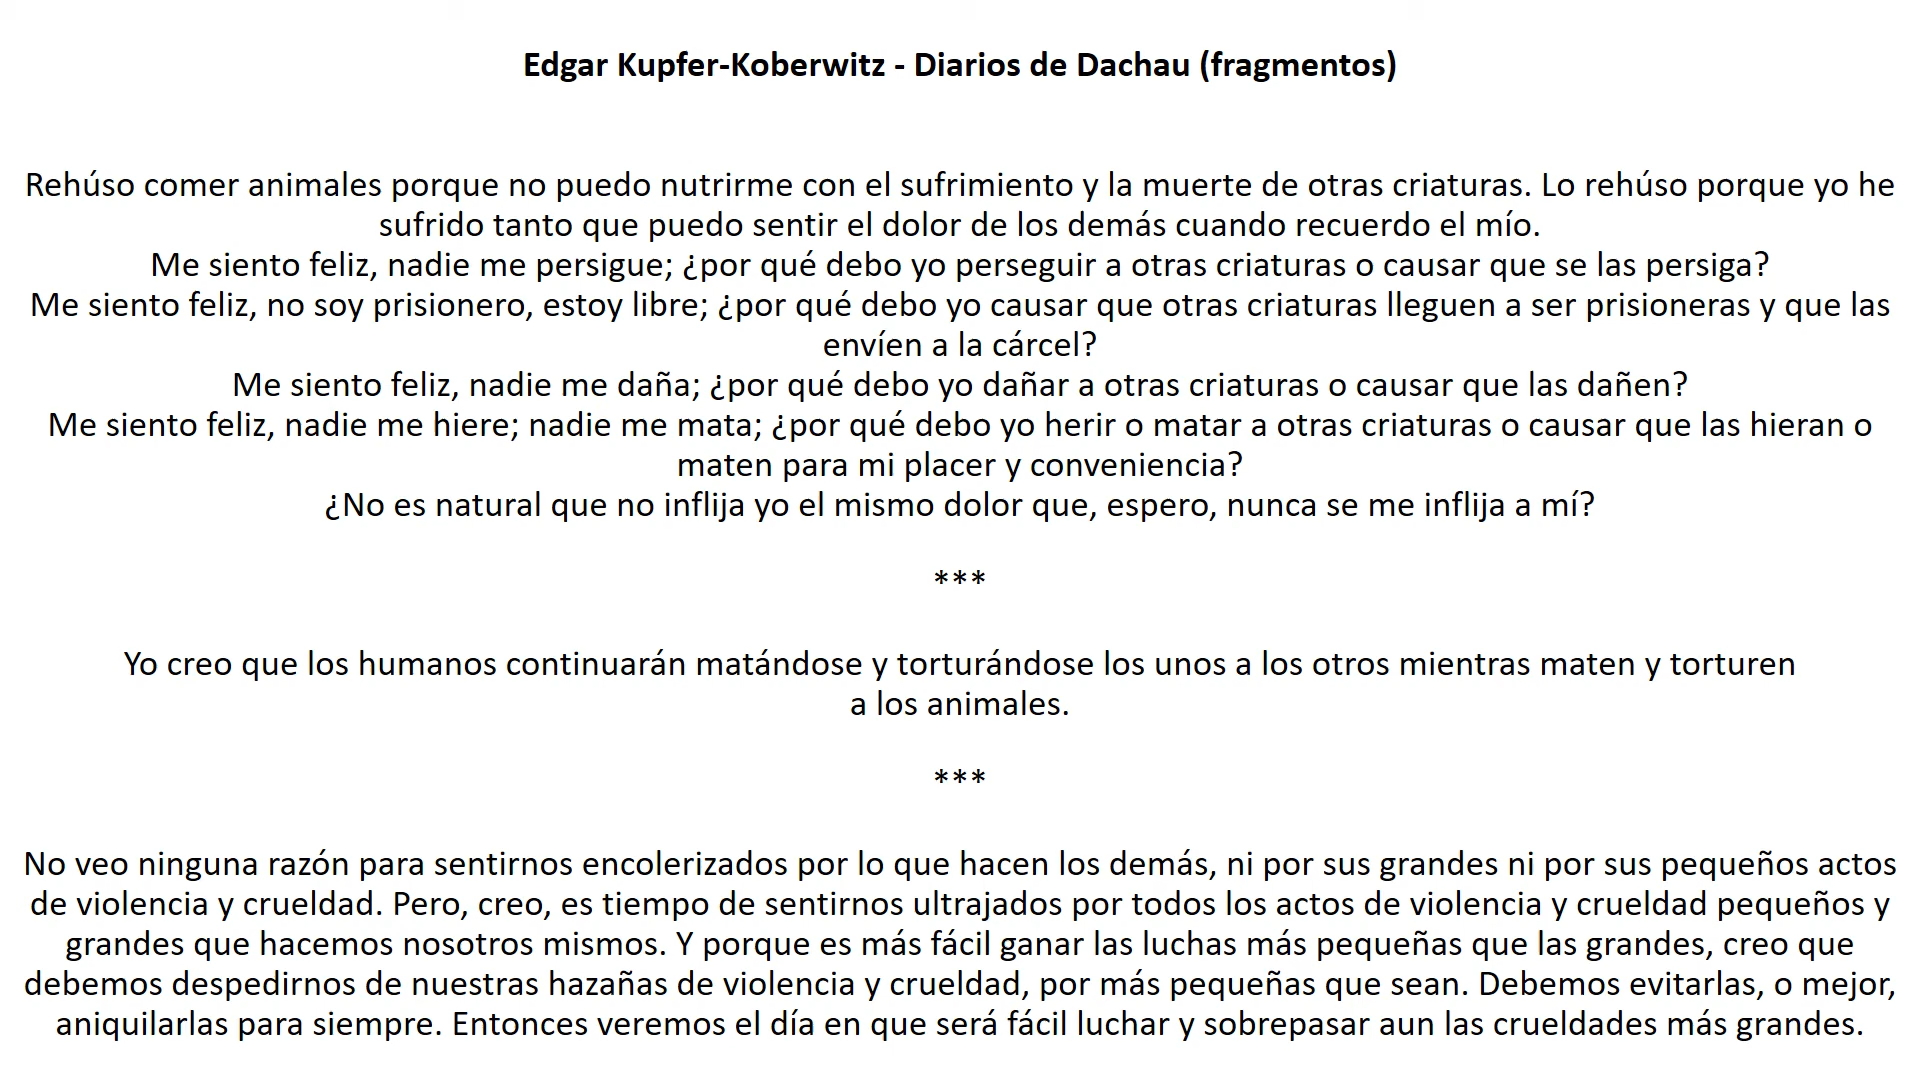 Edgar Kupfer-Koberwitz - Diarios de Dachau (fragmentos)
Rehúso comer animales porque no puedo nutrirme con el sufrimiento y la muerte de otras criaturas. Lo rehúso porque yo he
sufrido tanto que puedo sentir el dolor de los demás cuando recuerdo el mío.
Me siento feliz, nadie me persigue; ¿por qué debo yo perseguir a otras criaturas o causar que se las persiga?
Me siento feliz, no soy prisionero, estoy libre; ¿por qué debo yo causar que otras criaturas lleguen a ser prisioneras y que las
envíen a la cárcel?
Me siento feliz, nadie me daña; ¿por qué debo yo dañar a otras criaturas o causar que las dañen?
Me siento feliz, nadie me hiere; nadie me mata; ¿por qué debo yo herir o matar a otras criaturas o causar que las hieran o
maten para mi placer y conveniencia?
¿No es natural que no inflija yo el mismo dolor que, espero, nunca se me inflija a mí?
***
Yo creo que los humanos continuarán matándose y torturándose los unos a los otros mientras maten y torturen
a los animales.
***
No veo ninguna razón para sentirnos encolerizados por lo que hacen los demás, ni por sus grandes ni por sus pequeños actos
de violencia y crueldad. Pero, creo, es tiempo de sentirnos ultrajados por todos los actos de violencia y crueldad pequeños y
grandes que hacemos nosotros mismos. Y porque es más fácil ganar las luchas más pequeñas que las grandes, creo que
debemos despedirnos de nuestras hazañas de violencia y crueldad, por más pequeñas que sean. Debemos evitarlas, o mejor,
aniquilarlas para siempre. Entonces veremos el día en que será fácil luchar y sobrepasar aun las crueldades más grandes.